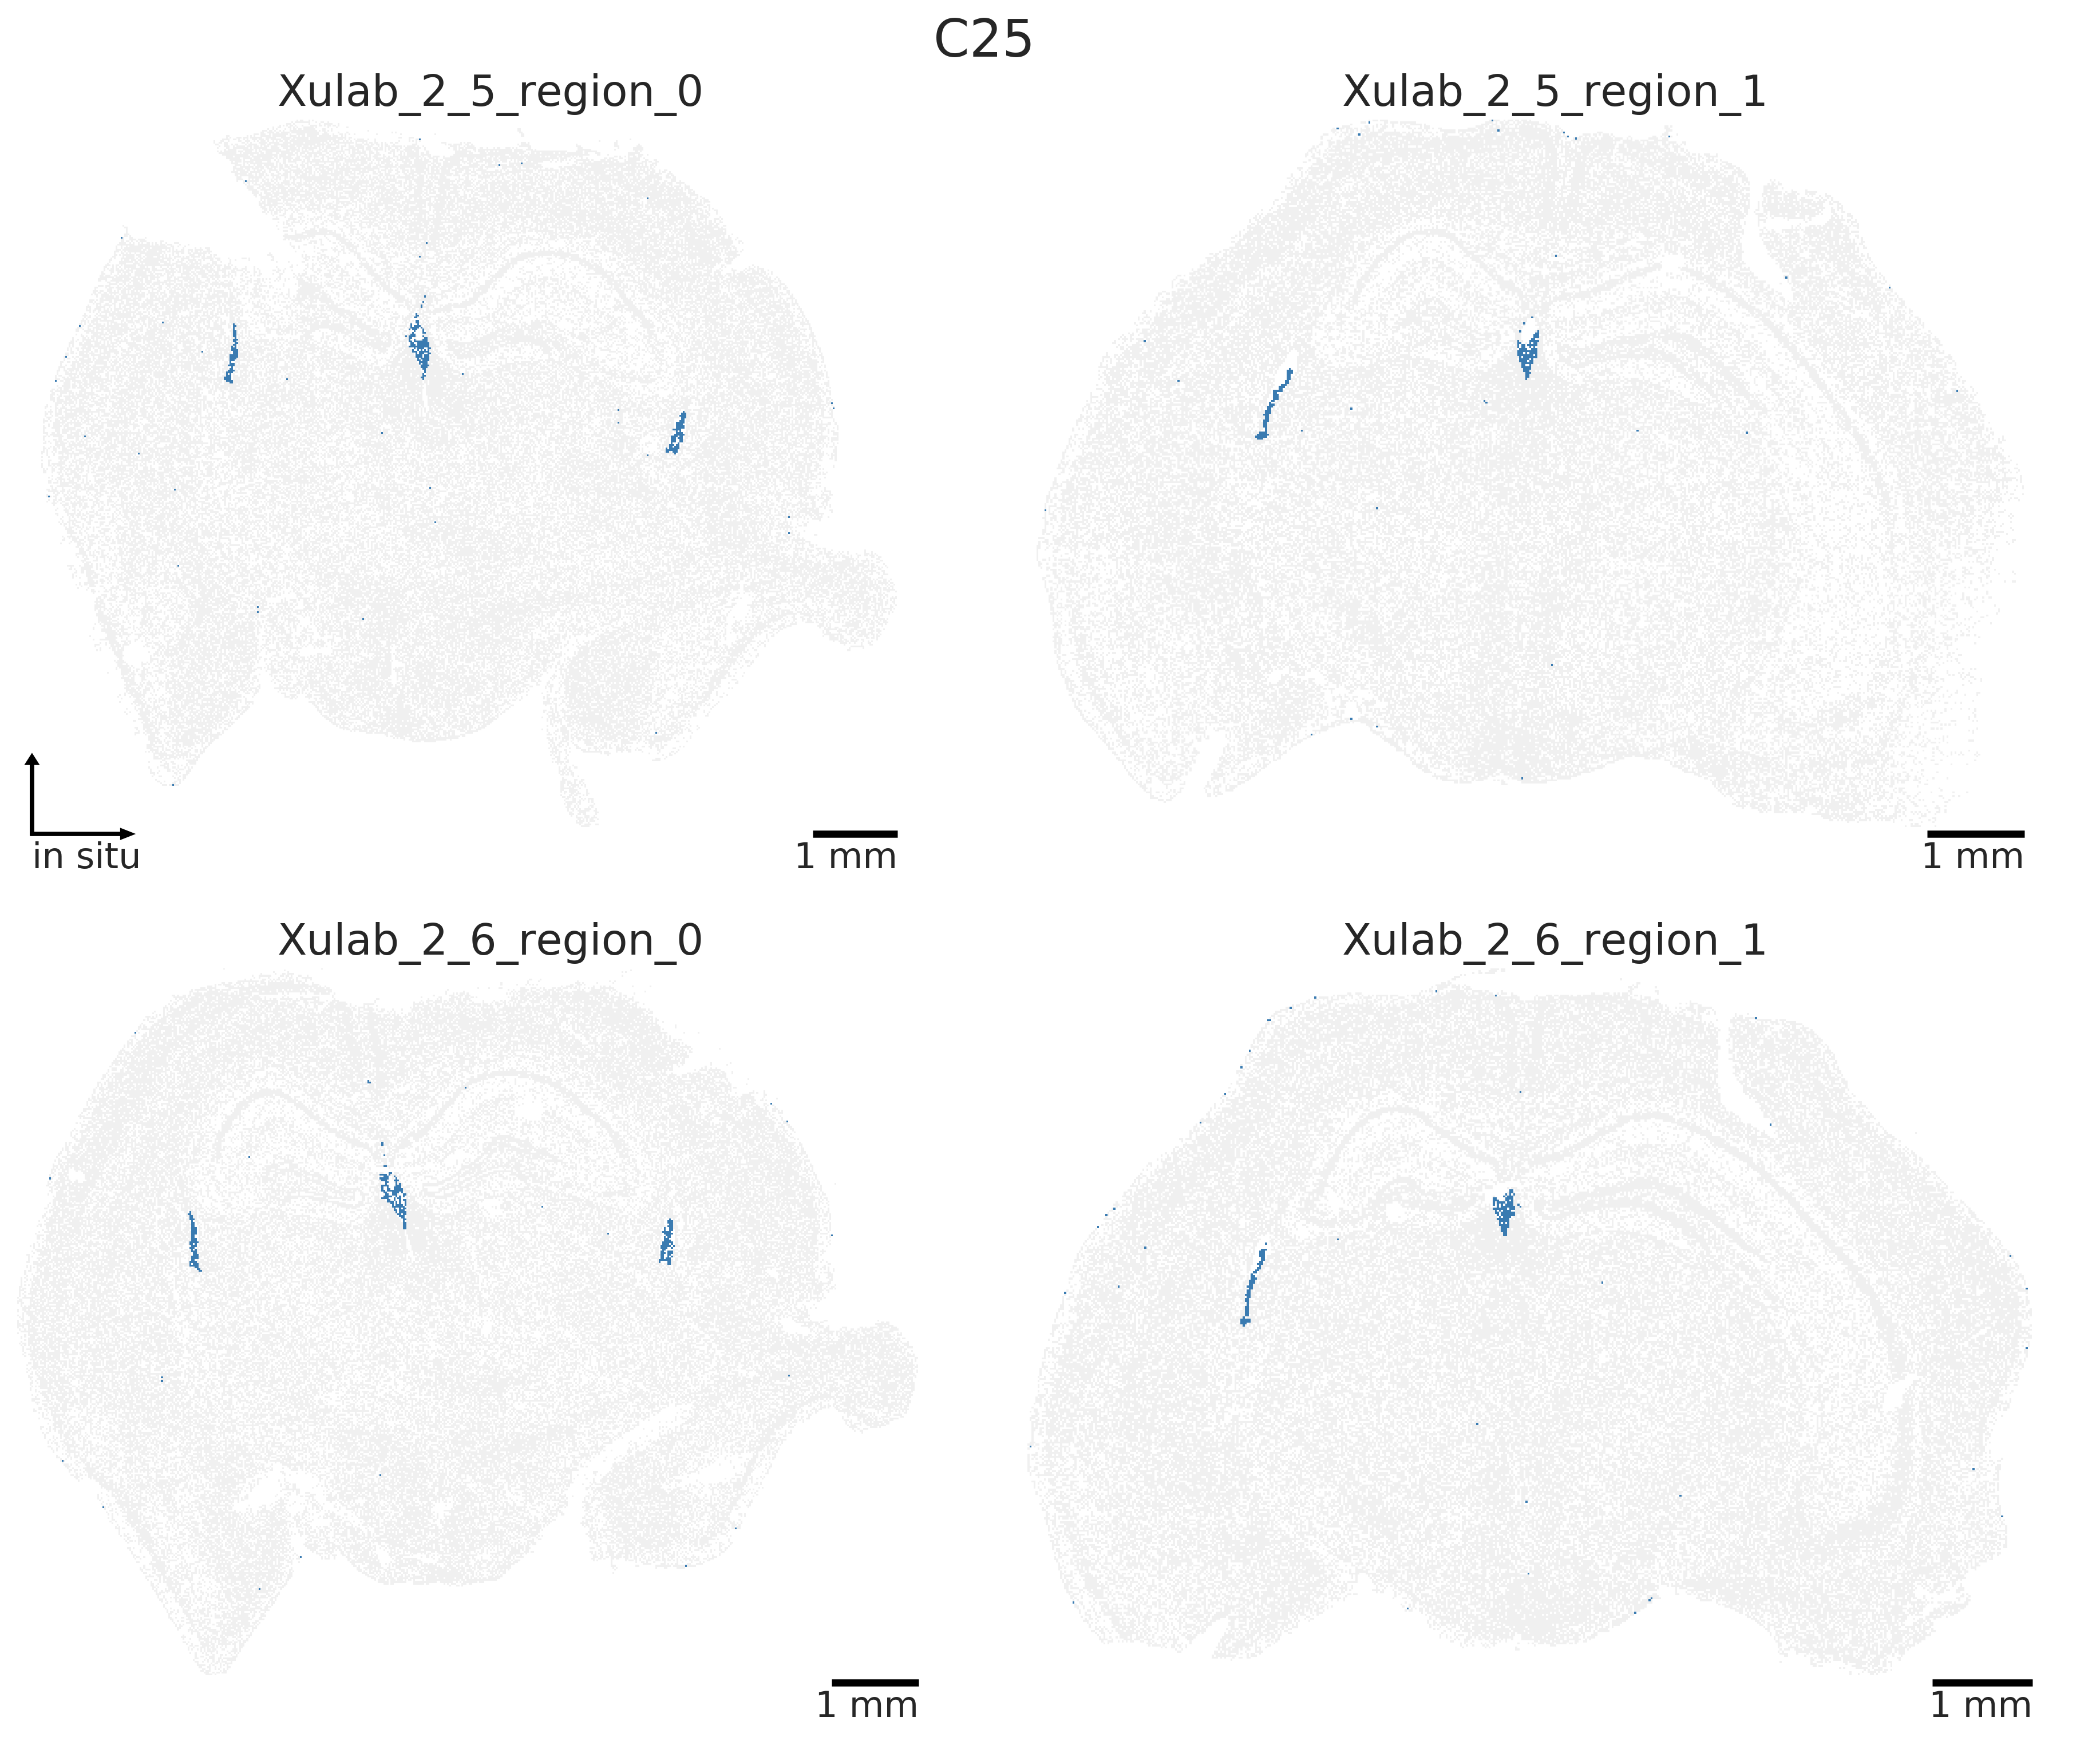 C25
Xulab_2_5_region_0
Xulab_2_5_region_1
in situ
1 mm
1 mm
Xulab_2_6_region_0
Xulab_2_6_region_1
1 mm
1 mm